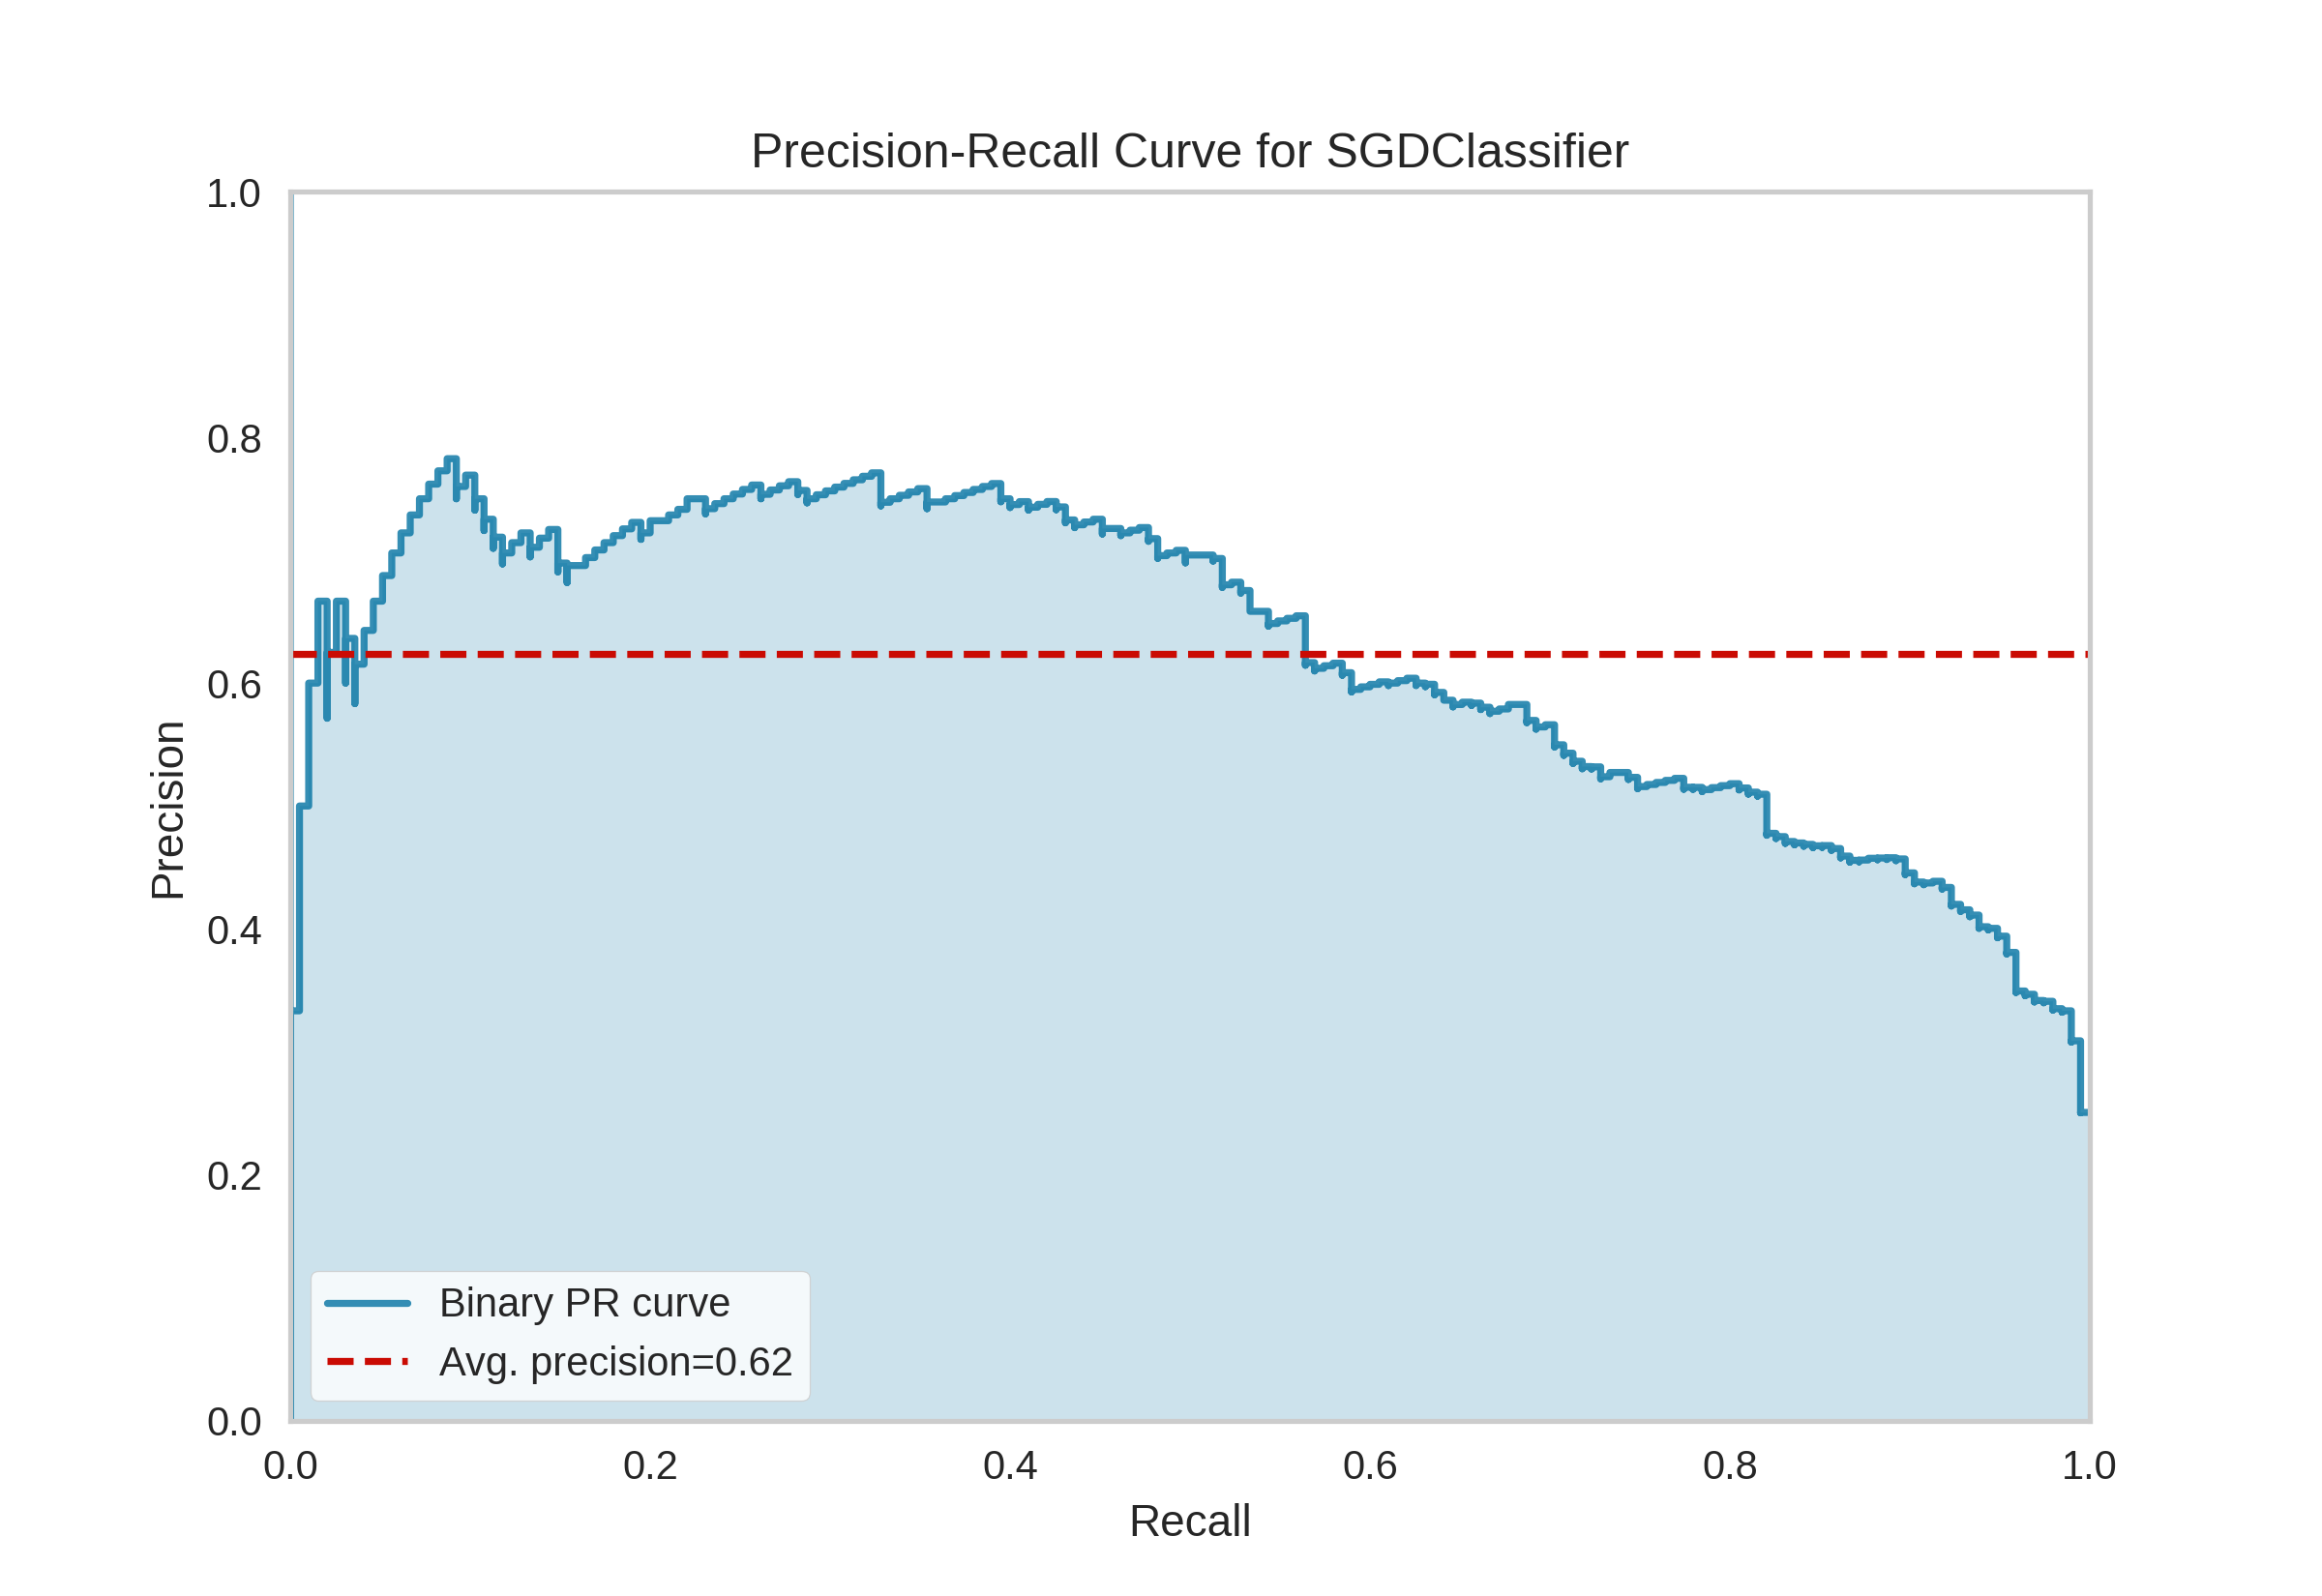 Precision-Recall Curve for SGDClassifier
1.0
0.8
0.6
0.4
0.2
0.0
Precision
Binary PR curve
Avg. precision=0.62
0.0 0.2 0.4 0.6 0.8 1.0
Recall